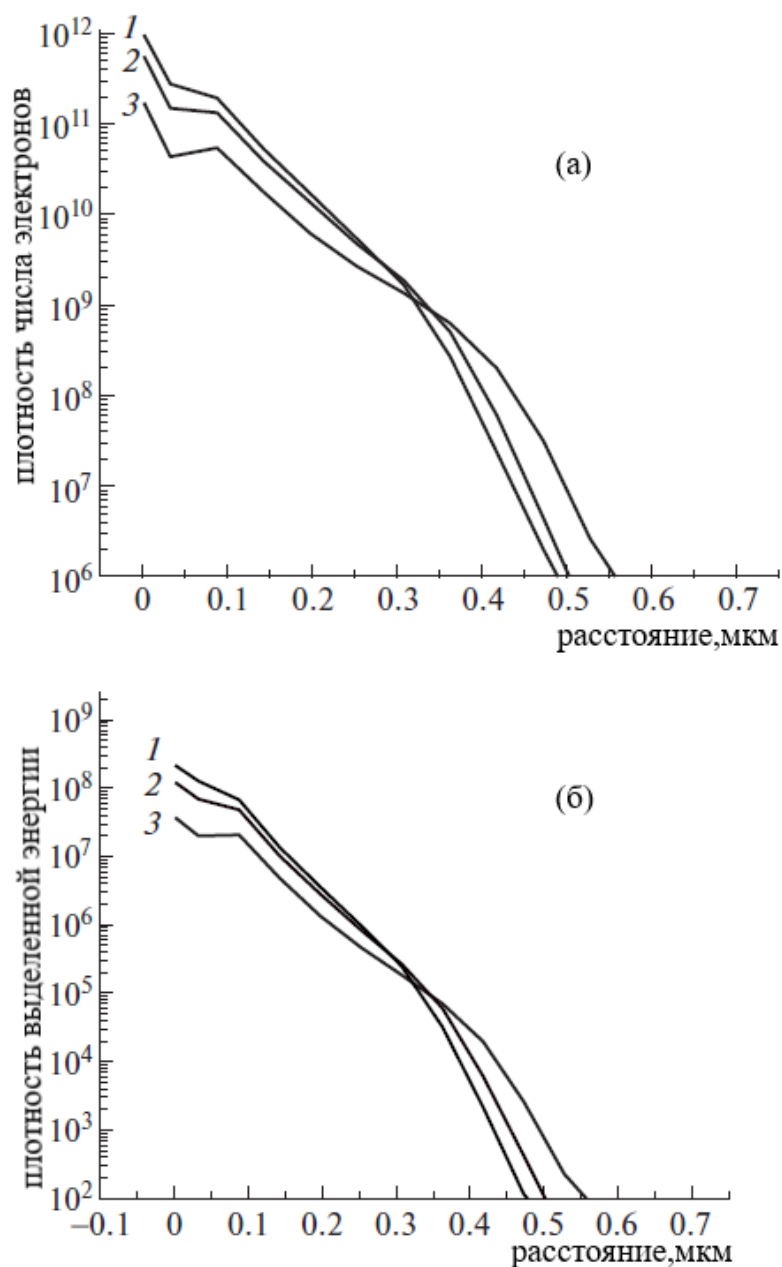 10¹²
1
2
3
10¹¹
(а)
10¹⁰
10⁹
10⁸
10⁷
10⁶
плотность числа электронов
0 0.1 0.2 0.3 0.4 0.5 0.6 0.7
расстояние,мкм
10⁹
1
10⁸
2
(б)
3
10⁷
10⁶
10⁵
10⁴
10³
10²
плотность выделенной энергии
–0.1 0 0.1 0.2 0.3 0.4 0.5 0.6 0.7
расстояние,мкм